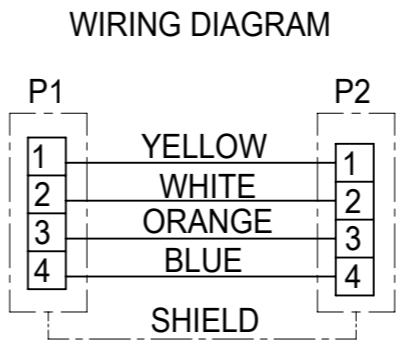 WIRING DIAGRAM
P1 P2
1 YELLOW 1
2 WHITE 2
3 ORANGE 3
4 BLUE 4
SHIELD